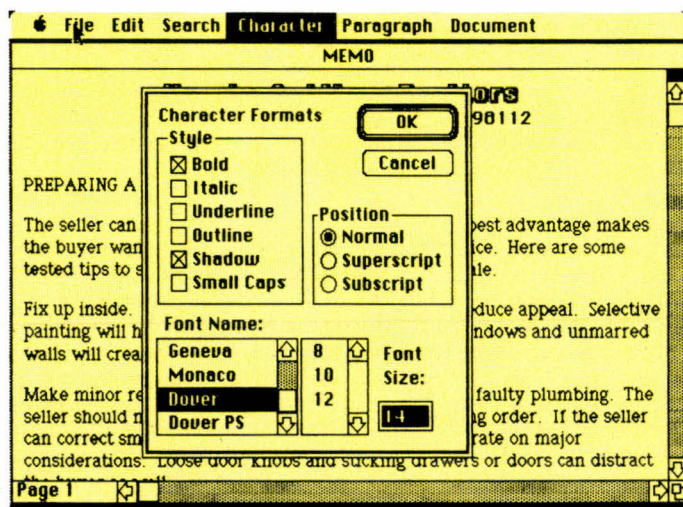 File Edit Search Character Paragraph Document
MEMO
98112
Character Formats
OK
Cancel
Style
Bold
Italic
Underline
Outline
Shadow
Small Caps
Position
Normal
Superscript
Subscript
Font Name:
Geneva
Monaco
Dover
Dover PS
8
10
12
Font
Size:
14
PREPARING A
The seller can best advantage makes
the buyer wan ice. Here are some
tested tips to s le.
Fix up inside. duce appeal. Selective
painting will h ndows and unmarred
walls will crea
Make minor re faulty plumbing. The
seller should n ng order. If the seller
can correct sm rate on major
considerations. Loose door knobs and sticking drawers or doors can distract
Page 1